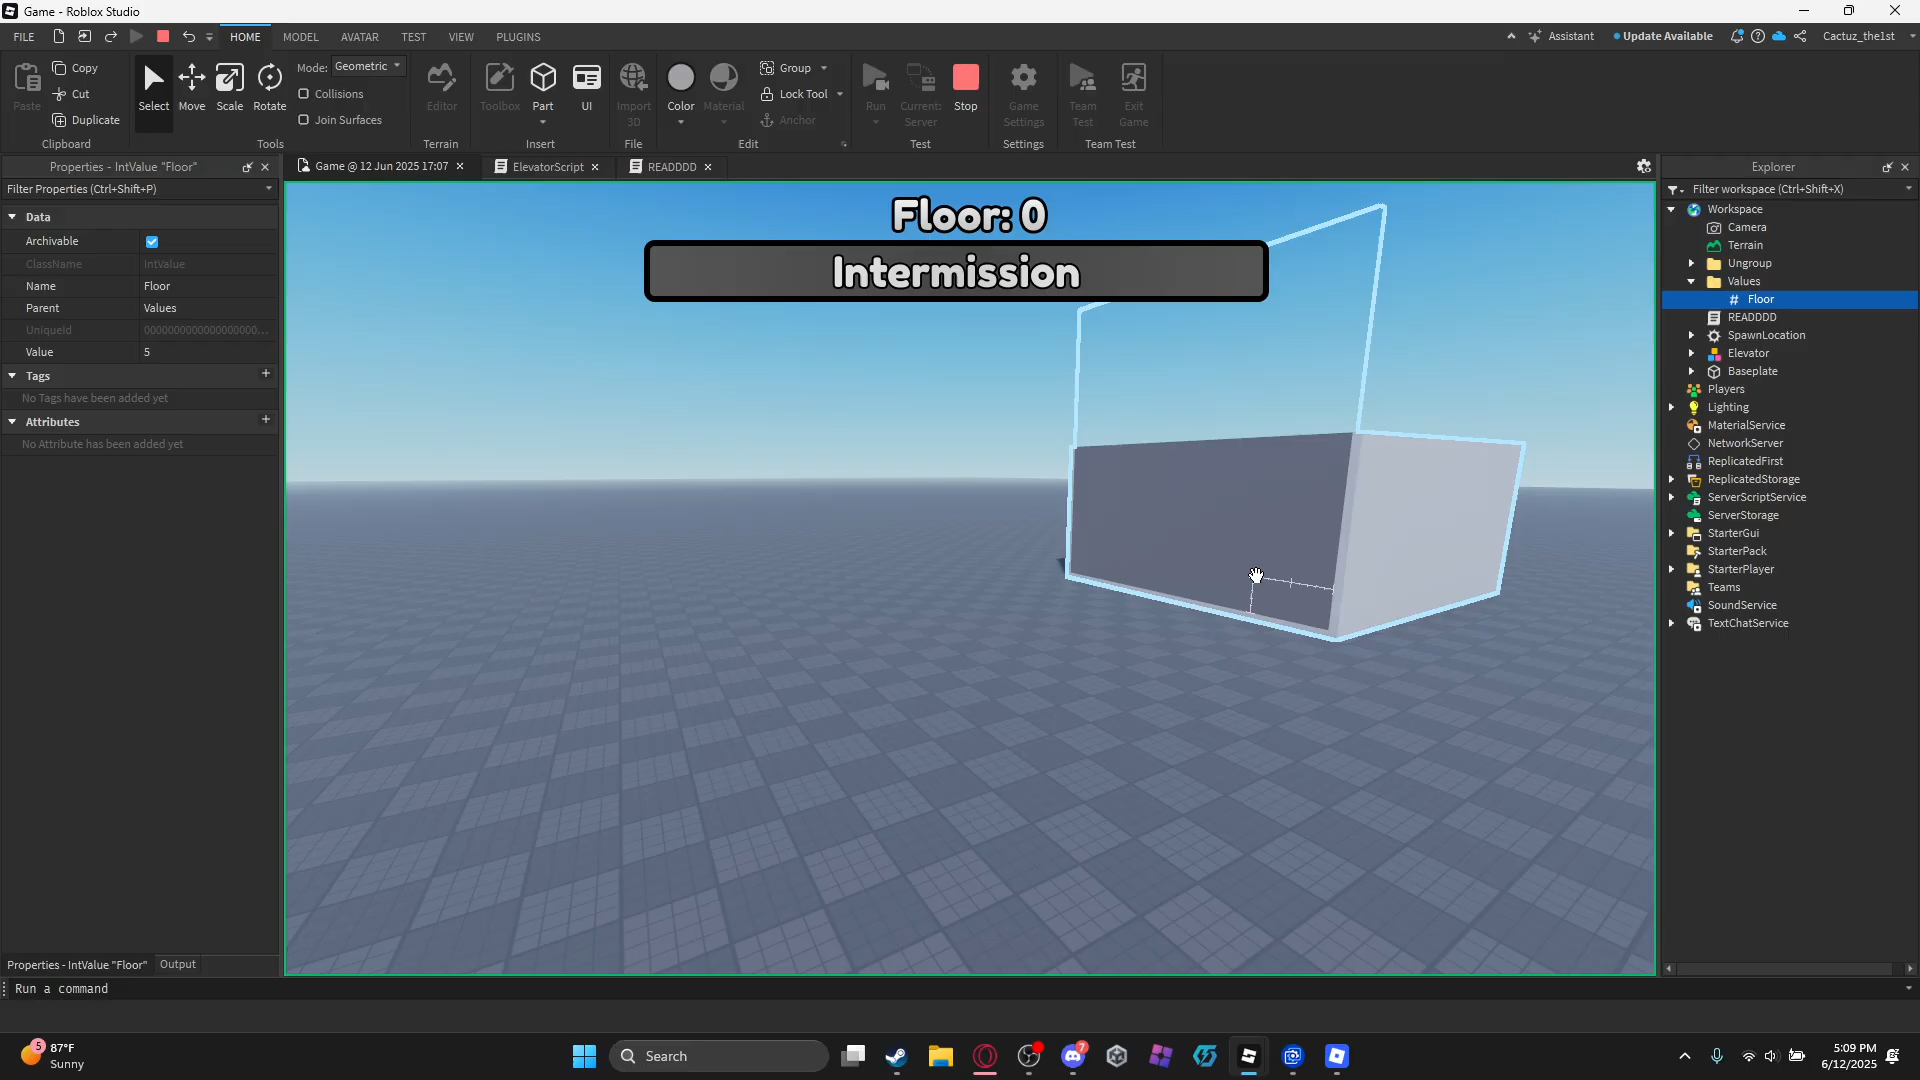 Game - Roblox Studio
FILE
HOME
MODEL
AVATAR
TEST
VIEW
PLUGINS
Assistant
Update Available
Cactuz_the1st
Paste
Copy
Cut
Duplicate
Clipboard
Select
Move
Scale
Rotate
Mode: Geometric
Collisions
Join Surfaces
Tools
Editor
Terrain
Toolbox
Part
UI
Insert
Import
3D
File
Color
Material
Group
Lock Tool
Anchor
Edit
Run
Current:
Server
Stop
Test
Game
Settings
Settings
Team
Test
Exit
Game
Team Test
Properties - IntValue "Floor"
Game @ 12 Jun 2025 17:07
ElevatorScript
READDDD
Explorer
Filter Properties (Ctrl+Shift+P)
Data
Archivable
ClassName IntValue
Name Floor
Parent Values
UniqueId 0000000000000000000...
Value 5
Tags
No Tags have been added yet
Attributes
No Attribute has been added yet
Floor: 0
Intermission
Filter workspace (Ctrl+Shift+X)
Workspace
Camera
Terrain
Ungroup
Values
# Floor
READDDD
SpawnLocation
Elevator
Baseplate
Players
Lighting
MaterialService
NetworkServer
ReplicatedFirst
ReplicatedStorage
ServerScriptService
ServerStorage
StarterGui
StarterPack
StarterPlayer
Teams
SoundService
TextChatService
Properties - IntValue "Floor"
Output
Run a command
5
87°F
Sunny
Search
7
5:09 PM
6/12/2025